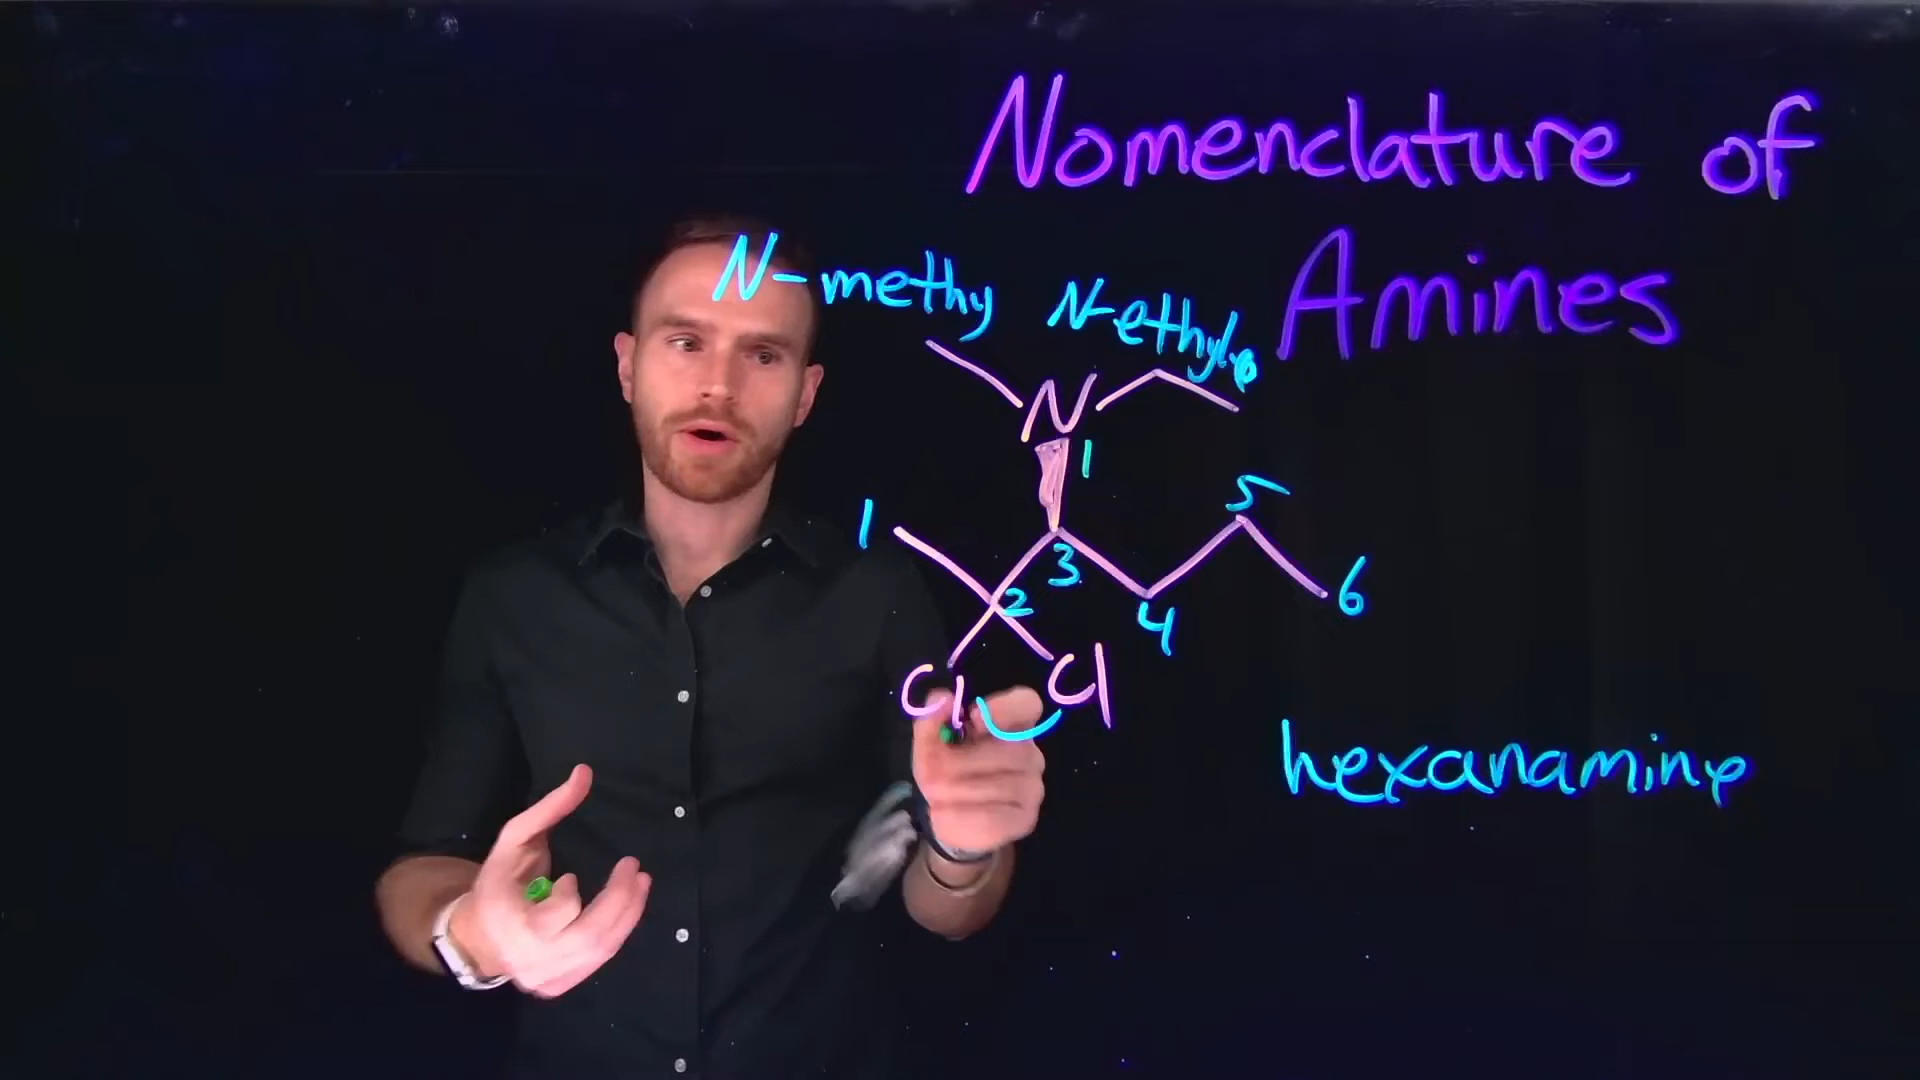 Nomenclature of
Amines
N-methy N-ethyl
N
1
1
2
3
4
5
6
Cl Cl
hexanamine